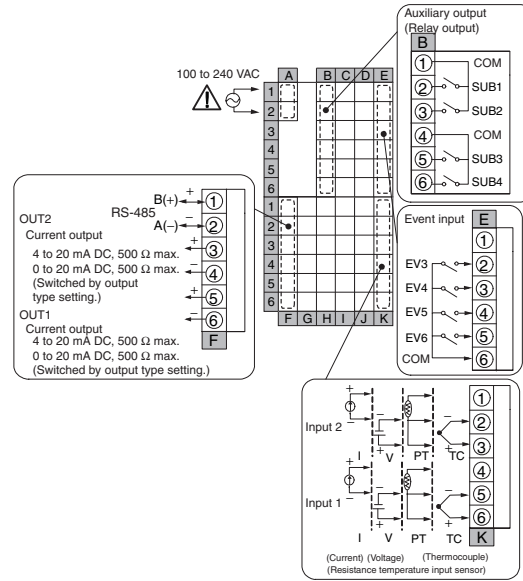 Auxiliary output
(Relay output)
B
1 COM
2 SUB1
3 SUB2
4 COM
5 SUB3
6 SUB4
100 to 240 VAC
A B C D E
1
2
3
4
5
6
1
2
3
4
5
6
F G H I J K
B(+) + 1
RS-485
A(−) − 2
OUT2
Current output
+ 3
4 to 20 mA DC, 500 Ω max.
0 to 20 mA DC, 500 Ω max.
− 4
(Switched by output
type setting.)
+ 5
OUT1
− 6
Current output
F
4 to 20 mA DC, 500 Ω max.
0 to 20 mA DC, 500 Ω max.
(Switched by output type setting.)
Event input
E
1
EV3 2
EV4 3
EV5 4
EV6 5
COM 6
1
+ − − 2
Input 2
− + + 3
I V PT TC
4
+ − − 5
Input 1
− + + 6
I V PT TC K
(Current) (Voltage) (Thermocouple)
(Resistance temperature input sensor)